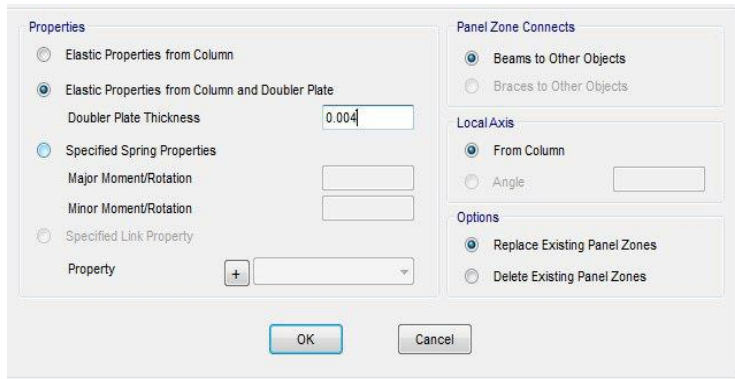 Properties
Elastic Properties from Column
Elastic Properties from Column and Doubler Plate
Doubler Plate Thickness 0.004
Specified Spring Properties
Major Moment/Rotation
Minor Moment/Rotation
Specified Link Property
Property +
Panel Zone Connects
Beams to Other Objects
Braces to Other Objects
Local Axis
From Column
Angle
Options
Replace Existing Panel Zones
Delete Existing Panel Zones
OK Cancel